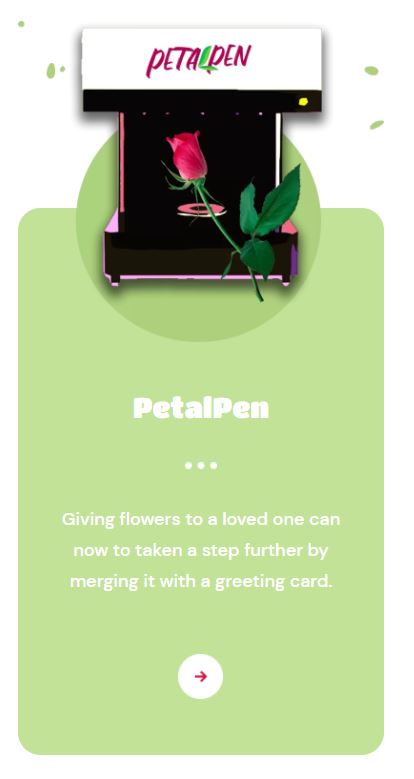 PETALPEN
PetalPen
Giving flowers to a loved one can
now to taken a step further by
merging it with a greeting card.